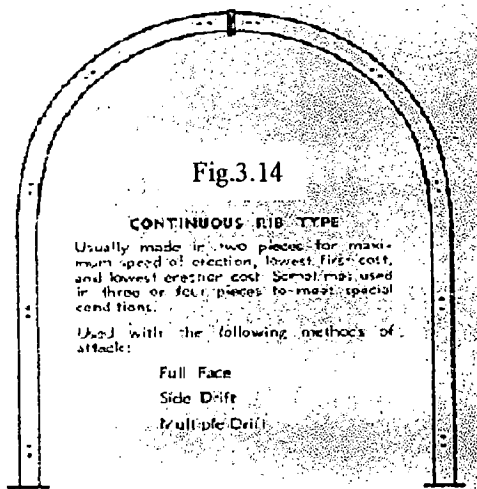 Fig.3.14
CONTINUOUS RIB TYPE
Usually made in two pieces for maxi-
mum speed of erection, lowest first cost,
and lowest erection cost. Sometimes used
in three or four pieces to meet special
conditions.
Used with the following methods of
attack:
Full Face
Side Drift
Multiple Drift